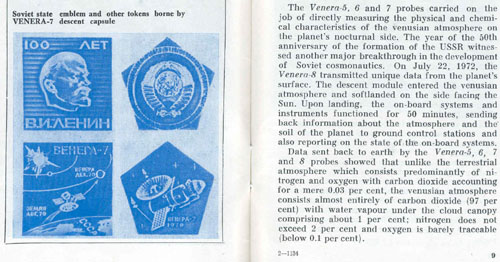 Soviet state emblem and other tokens borne by
VENERA-7 descent capsule
100 ЛЕТ
В.И.ЛЕНИН
ВЕНЕРА-7
ВЕНЕРА
ДЕК.70
ЗЕМЛЯ
АВГ.70
ВЕНЕРА-7
1970
The Venera-5, 6 and 7 probes carried on the
job of directly measuring the physical and chemi-
cal characteristics of the venusian atmosphere on
the planet's nocturnal side. The year of the 50th
anniversary of the formation of the USSR witnes-
sed another major breakthrough in the development
of Soviet cosmonautics. On July 22, 1972, the
Venera-8 transmitted unique data from the planet's
surface. The descent module entered the venusian
atmosphere and softlanded on the side facing the
Sun. Upon landing, the on-board systems and
instruments functioned for 50 minutes, sending
back information about the atmosphere and the
soil of the planet to ground control stations and
also reporting on the state of the on-board systems.
Data sent back to earth by the Venera-5, 6, 7
and 8 probes showed that unlike the terrestrial
atmosphere which consists predominantly of ni-
trogen and oxygen with carbon dioxide accounting
for a mere 0.03 per cent, the venusian atmosphere
consists almost entirely of carbon dioxide (97 per
cent) with water vapour under the cloud canopy
comprising about 1 per cent; nitrogen does not
exceed 2 per cent and oxygen is barely traceable
(below 0.1 per cent).
2—1134
9